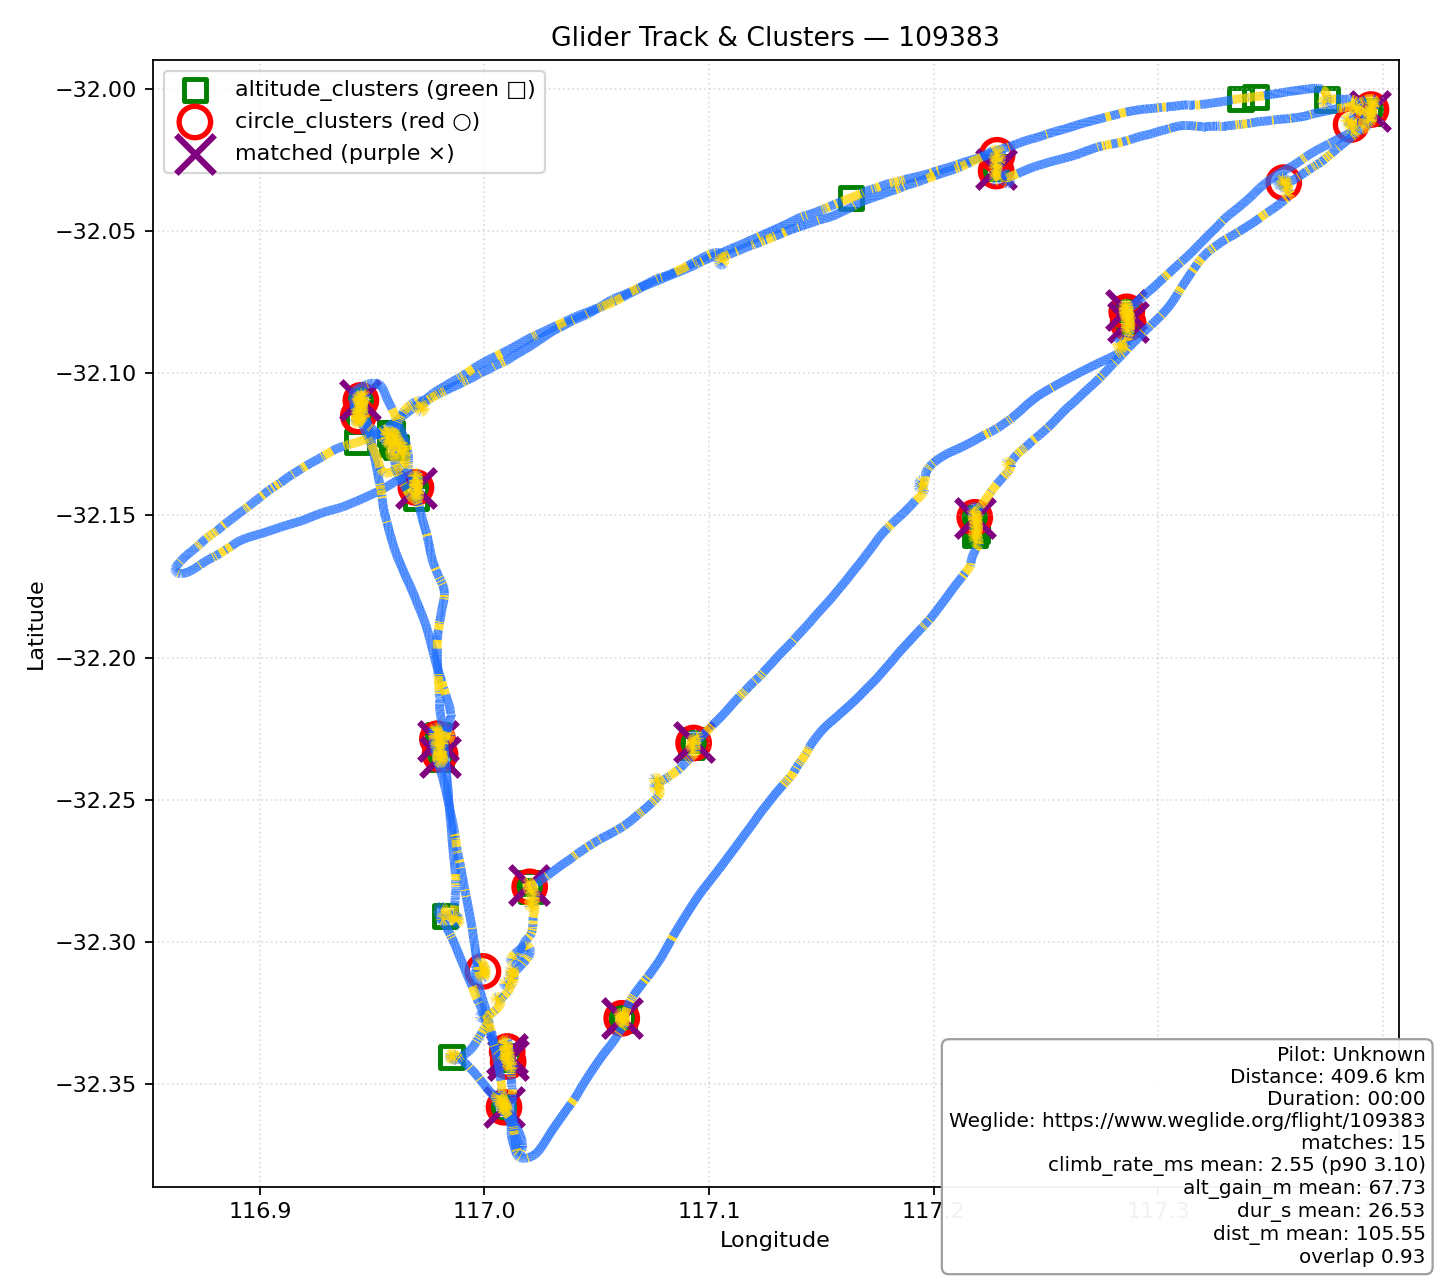 Glider Track & Clusters — 109383
altitude_clusters (green □)
circle_clusters (red ○)
matched (purple ×)
−32.00
−32.05
−32.10
−32.15
−32.20
−32.25
−32.30
−32.35
Latitude
116.9
117.0
117.1
117.2
117.3
Longitude
Pilot: Unknown
Distance: 409.6 km
Duration: 00:00
Weglide: https://www.weglide.org/flight/109383
matches: 15
climb_rate_ms mean: 2.55 (p90 3.10)
alt_gain_m mean: 67.73
dur_s mean: 26.53
dist_m mean: 105.55
overlap 0.93